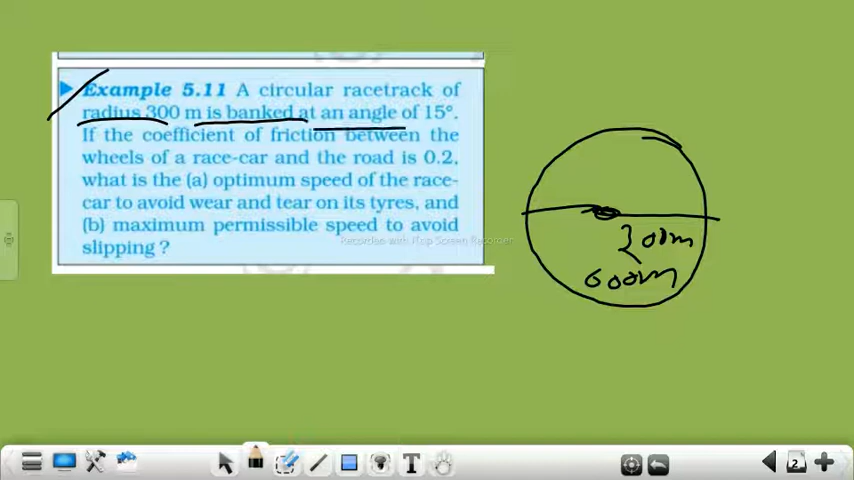 Example 5.11 A circular racetrack of
radius 300 m is banked at an angle of 15°.
If the coefficient of friction between the
wheels of a race-car and the road is 0.2,
what is the (a) optimum speed of the race-
car to avoid wear and tear on its tyres, and
(b) maximum permissible speed to avoid
slipping ?
Recorded with iTop Screen Recorder
300m
600m
T
2